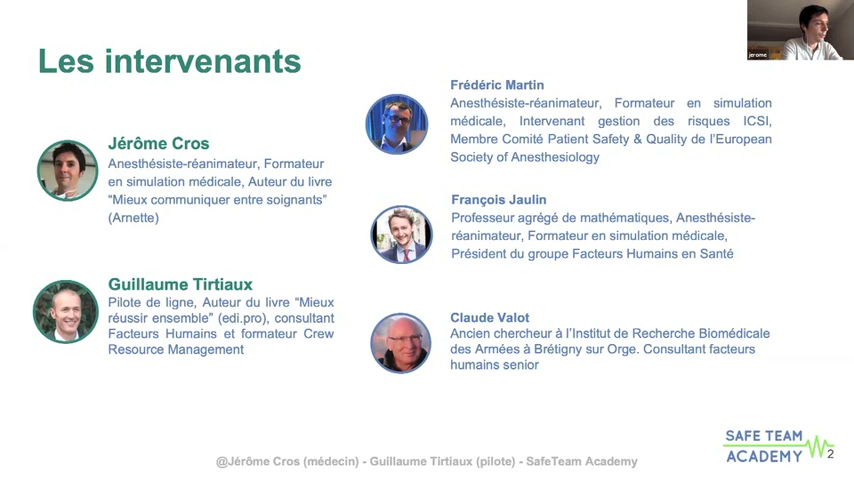 Les intervenants
Jérôme Cros
Anesthésiste-réanimateur, Formateur
en simulation médicale, Auteur du livre
“Mieux communiquer entre soignants”
(Arnette)
Guillaume Tirtiaux
Pilote de ligne, Auteur du livre “Mieux
réussir ensemble” (edi.pro), consultant
Facteurs Humains et formateur Crew
Resource Management
Frédéric Martin
Anesthésiste-réanimateur, Formateur en simulation
médicale, Intervenant gestion des risques ICSI,
Membre Comité Patient Safety & Quality de l’European
Society of Anesthesiology
François Jaulin
Professeur agrégé de mathématiques, Anesthésiste-
réanimateur, Formateur en simulation médicale,
Président du groupe Facteurs Humains en Santé
Claude Valot
Ancien chercheur à l’Institut de Recherche Biomédicale
des Armées à Brétigny sur Orge. Consultant facteurs
humains senior
jerome
@Jérôme Cros (médecin) - Guillaume Tirtiaux (pilote) - SafeTeam Academy
SAFE TEAM
ACADEMY
2